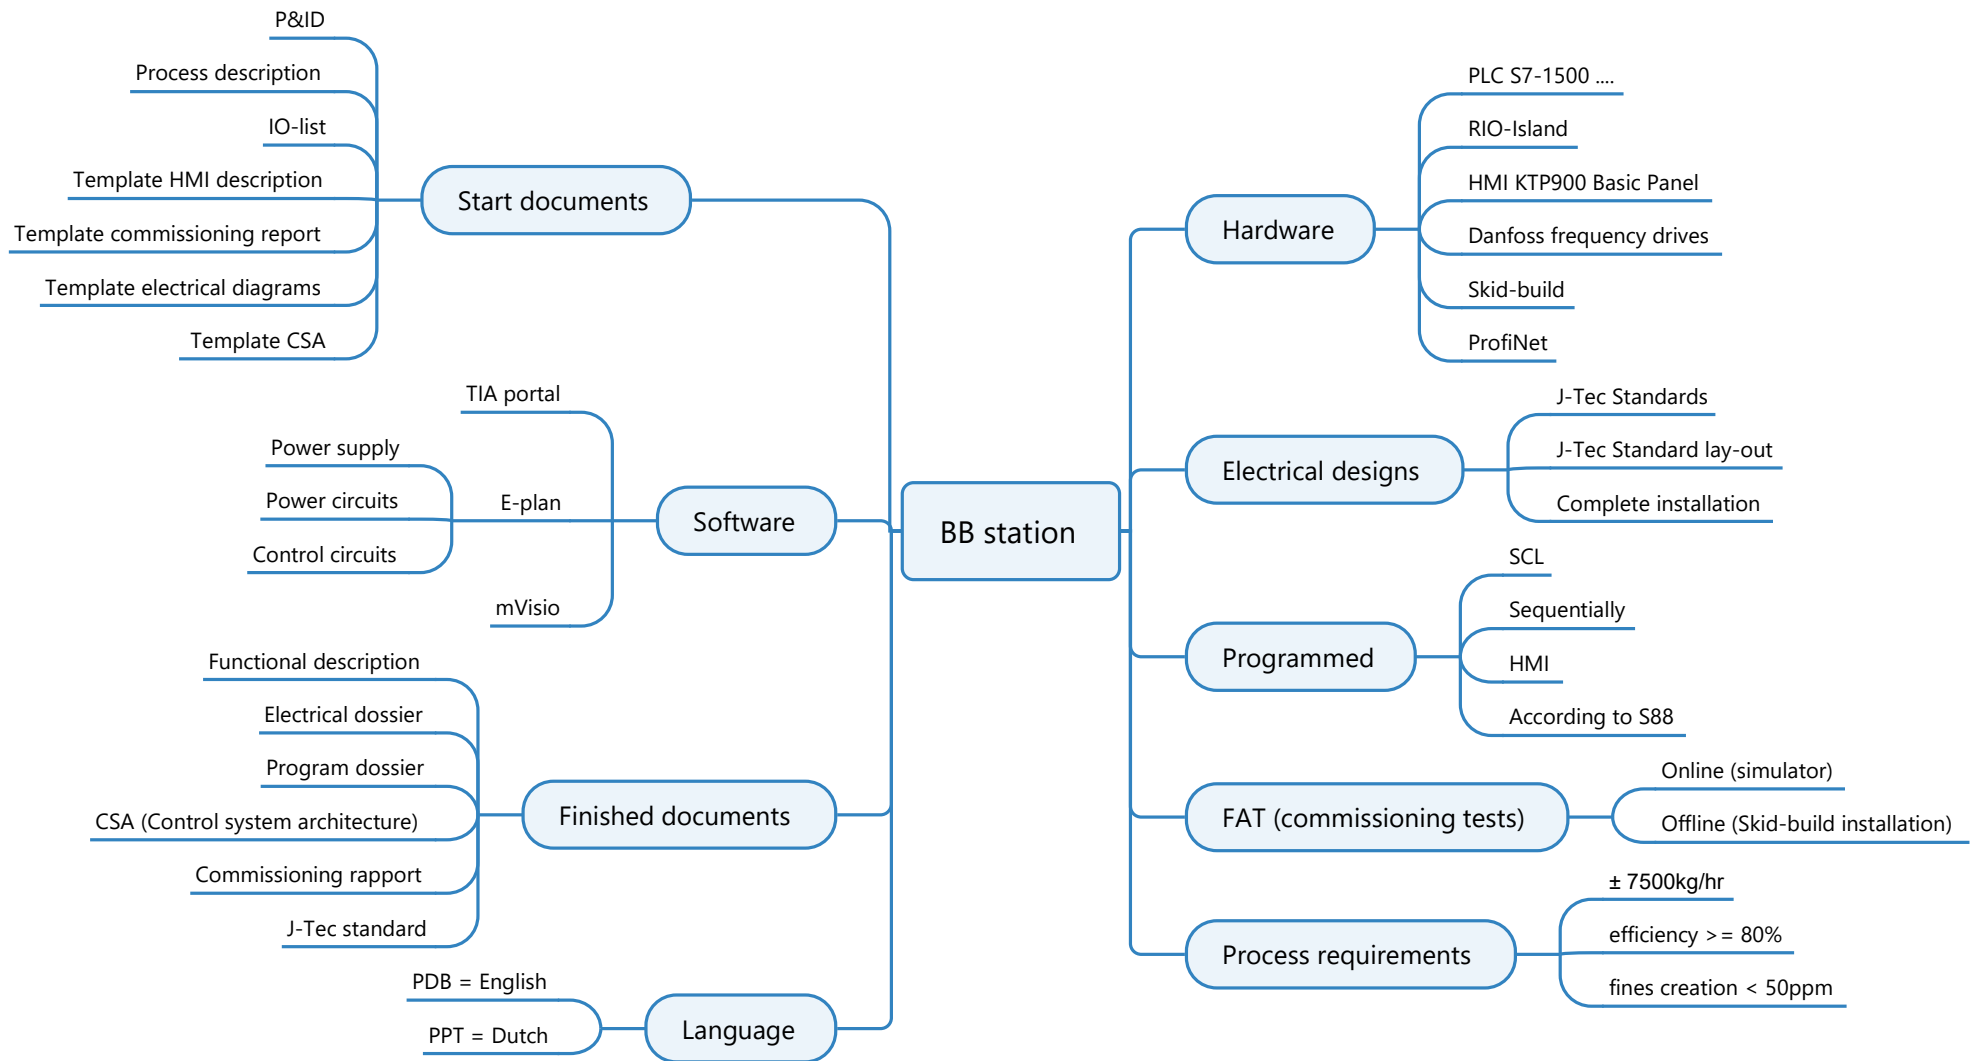 P&ID
Process description
IO-list
Template HMI description
Template commissioning report
Template electrical diagrams
Template CSA
Start documents
TIA portal
Power supply
Power circuits
Control circuits
E-plan
mVisio
Software
Functional description
Electrical dossier
Program dossier
CSA (Control system architecture)
Commissioning rapport
J-Tec standard
Finished documents
PDB = English
PPT = Dutch
Language
BB station
Hardware
PLC S7-1500 ....
RIO-Island
HMI KTP900 Basic Panel
Danfoss frequency drives
Skid-build
ProfiNet
Electrical designs
J-Tec Standards
J-Tec Standard lay-out
Complete installation
Programmed
SCL
Sequentially
HMI
According to S88
FAT (commissioning tests)
Online (simulator)
Offline (Skid-build installation)
Process requirements
± 7500kg/hr
efficiency >= 80%
fines creation < 50ppm